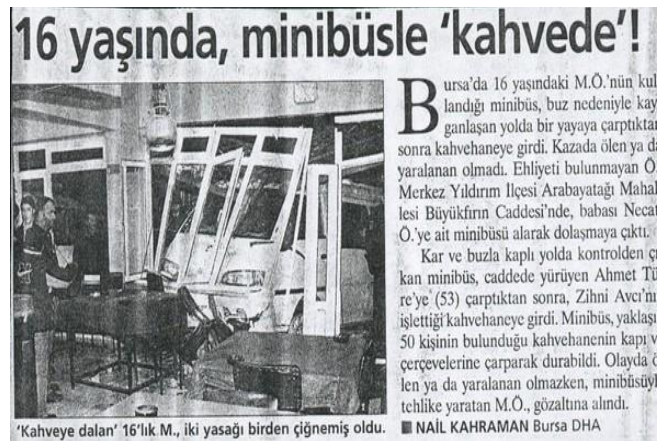 16 yaşında, minibüsle ‘kahvede’!
Bursa'da 16 yaşındaki M.Ö.'nün kul
landığı minibüs, buz nedeniyle kay
ganlaşan yolda bir yayaya çarptıktan
sonra kahvehaneye girdi. Kazada ölen ya da
yaralanan olmadı. Ehliyeti bulunmayan Ö.
Merkez Yıldırım İlçesi Arabayatağı Mahal
lesi Büyükfırın Caddesi'nde, babası Necat
Ö.'ye ait minibüsü alarak dolaşmaya çıktı.
Kar ve buzla kaplı yolda kontrolden çı
kan minibüs, caddede yürüyen Ahmet Tü
re'ye (53) çarptıktan sonra, Zihni Avcı'nı
işlettiği kahvehaneye girdi. Minibüs, yaklaşı
50 kişinin bulunduğu kahvehanenin kapı v
çerçevelerine çarparak durabildi. Olayda ö
len ya da yaralanan olmazken, minibüsüyl
tehlike yaratan M.Ö., gözaltına alındı.
■ NAİL KAHRAMAN Bursa DHA
‘Kahveye dalan’ 16’lık M., iki yasağı birden çiğnemiş oldu.